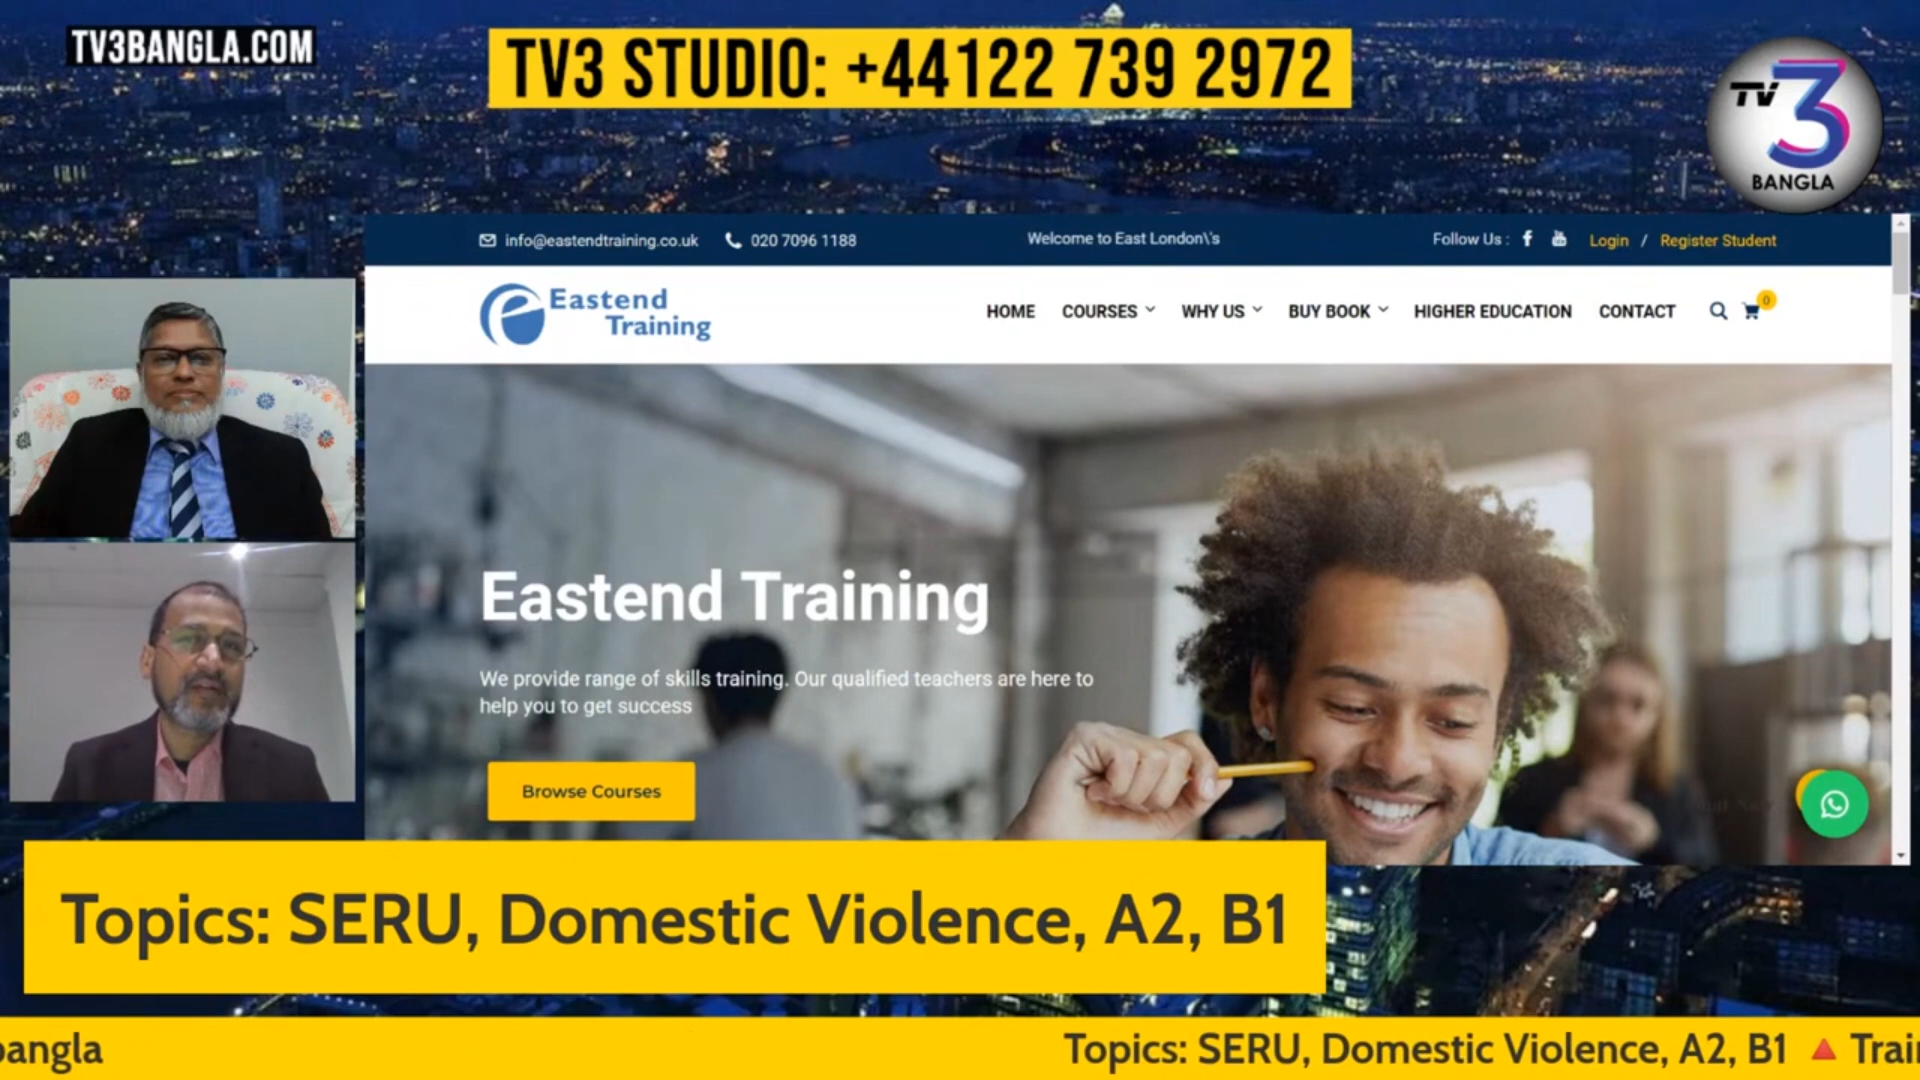 TV3BANGLA.COM
TV3 STUDIO: +44122 739 2972
TV3
BANGLA
info@eastendtraining.co.uk
020 7096 1188
Welcome to East London\'s
Follow Us :
Login / Register Student
Eastend
Training
HOME
COURSES
WHY US
BUY BOOK
HIGHER EDUCATION
CONTACT
0
Eastend Training
We provide range of skills training. Our qualified teachers are here to
help you to get success
Browse Courses
Topics: SERU, Domestic Violence, A2, B1
bangla
Topics: SERU, Domestic Violence, A2, B1 🔺 Trai